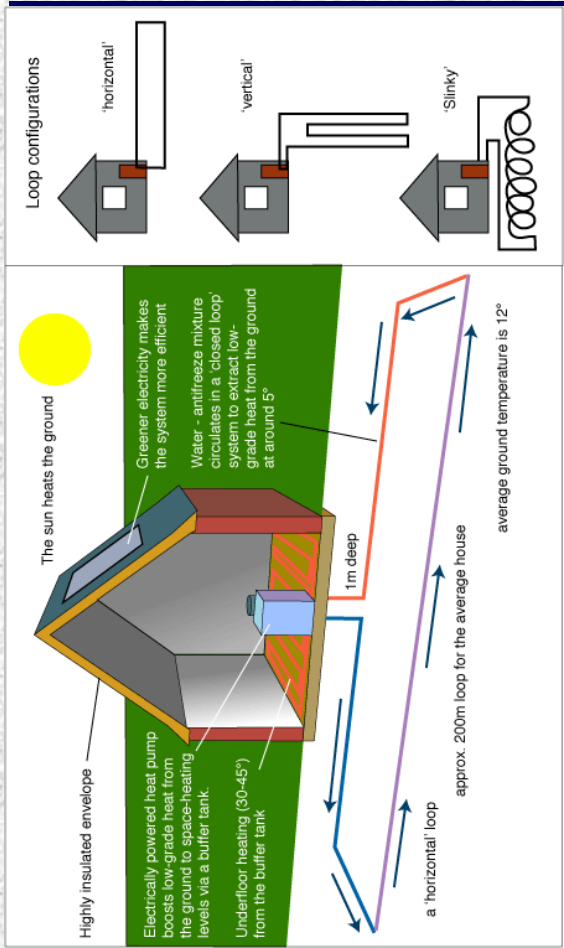 Loop configurations
'horizontal'
'vertical'
'Slinky'
The sun heats the ground
Highly insulated envelope
Greener electricity makes
the system more efficient
Electrically powered heat pump
boosts low-grade heat from
the ground to space-heating
levels via a buffer tank.
Water - antifreeze mixture
circulates in a 'closed loop'
system to extract low-
grade heat from the ground
at around 5°
Underfloor heating (30-45°)
from the buffer tank
1m deep
a 'horizontal' loop
approx. 200m loop for the average house
average ground temperature is 12°